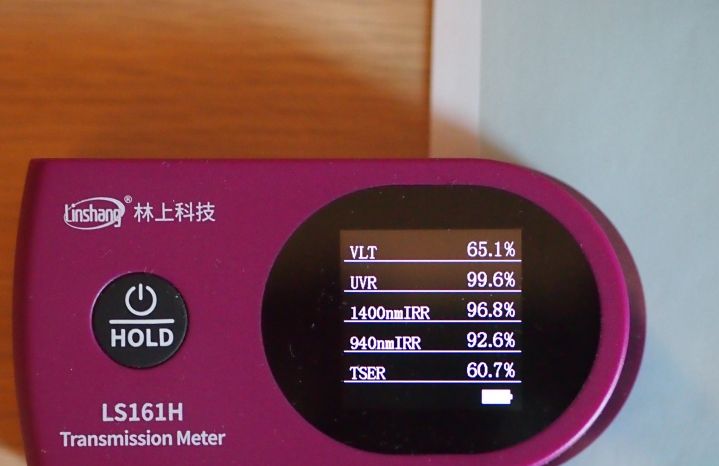 Linshang® 林上科技
HOLD
LS161H
Transmission Meter
VLT 65.1%
UVR 99.6%
1400nmIRR 96.8%
940nmIRR 92.6%
TSER 60.7%